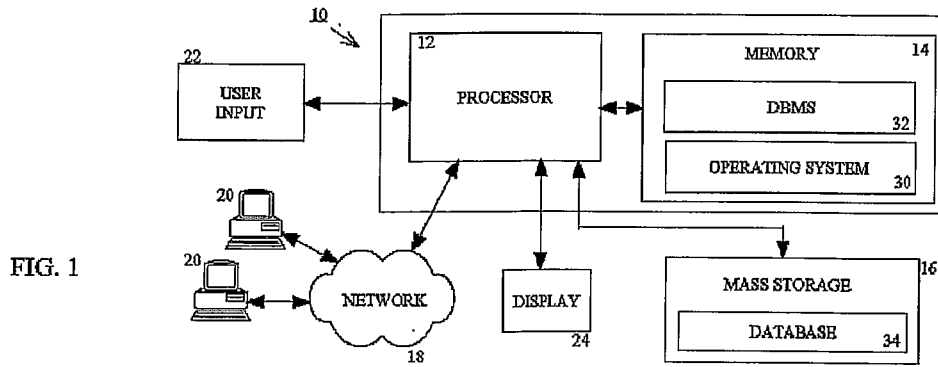 10
22
USER
INPUT
12
PROCESSOR
14
MEMORY
DBMS
32
OPERATING SYSTEM
30
20
20
FIG. 1
NETWORK
18
DISPLAY
24
16
MASS STORAGE
DATABASE
34